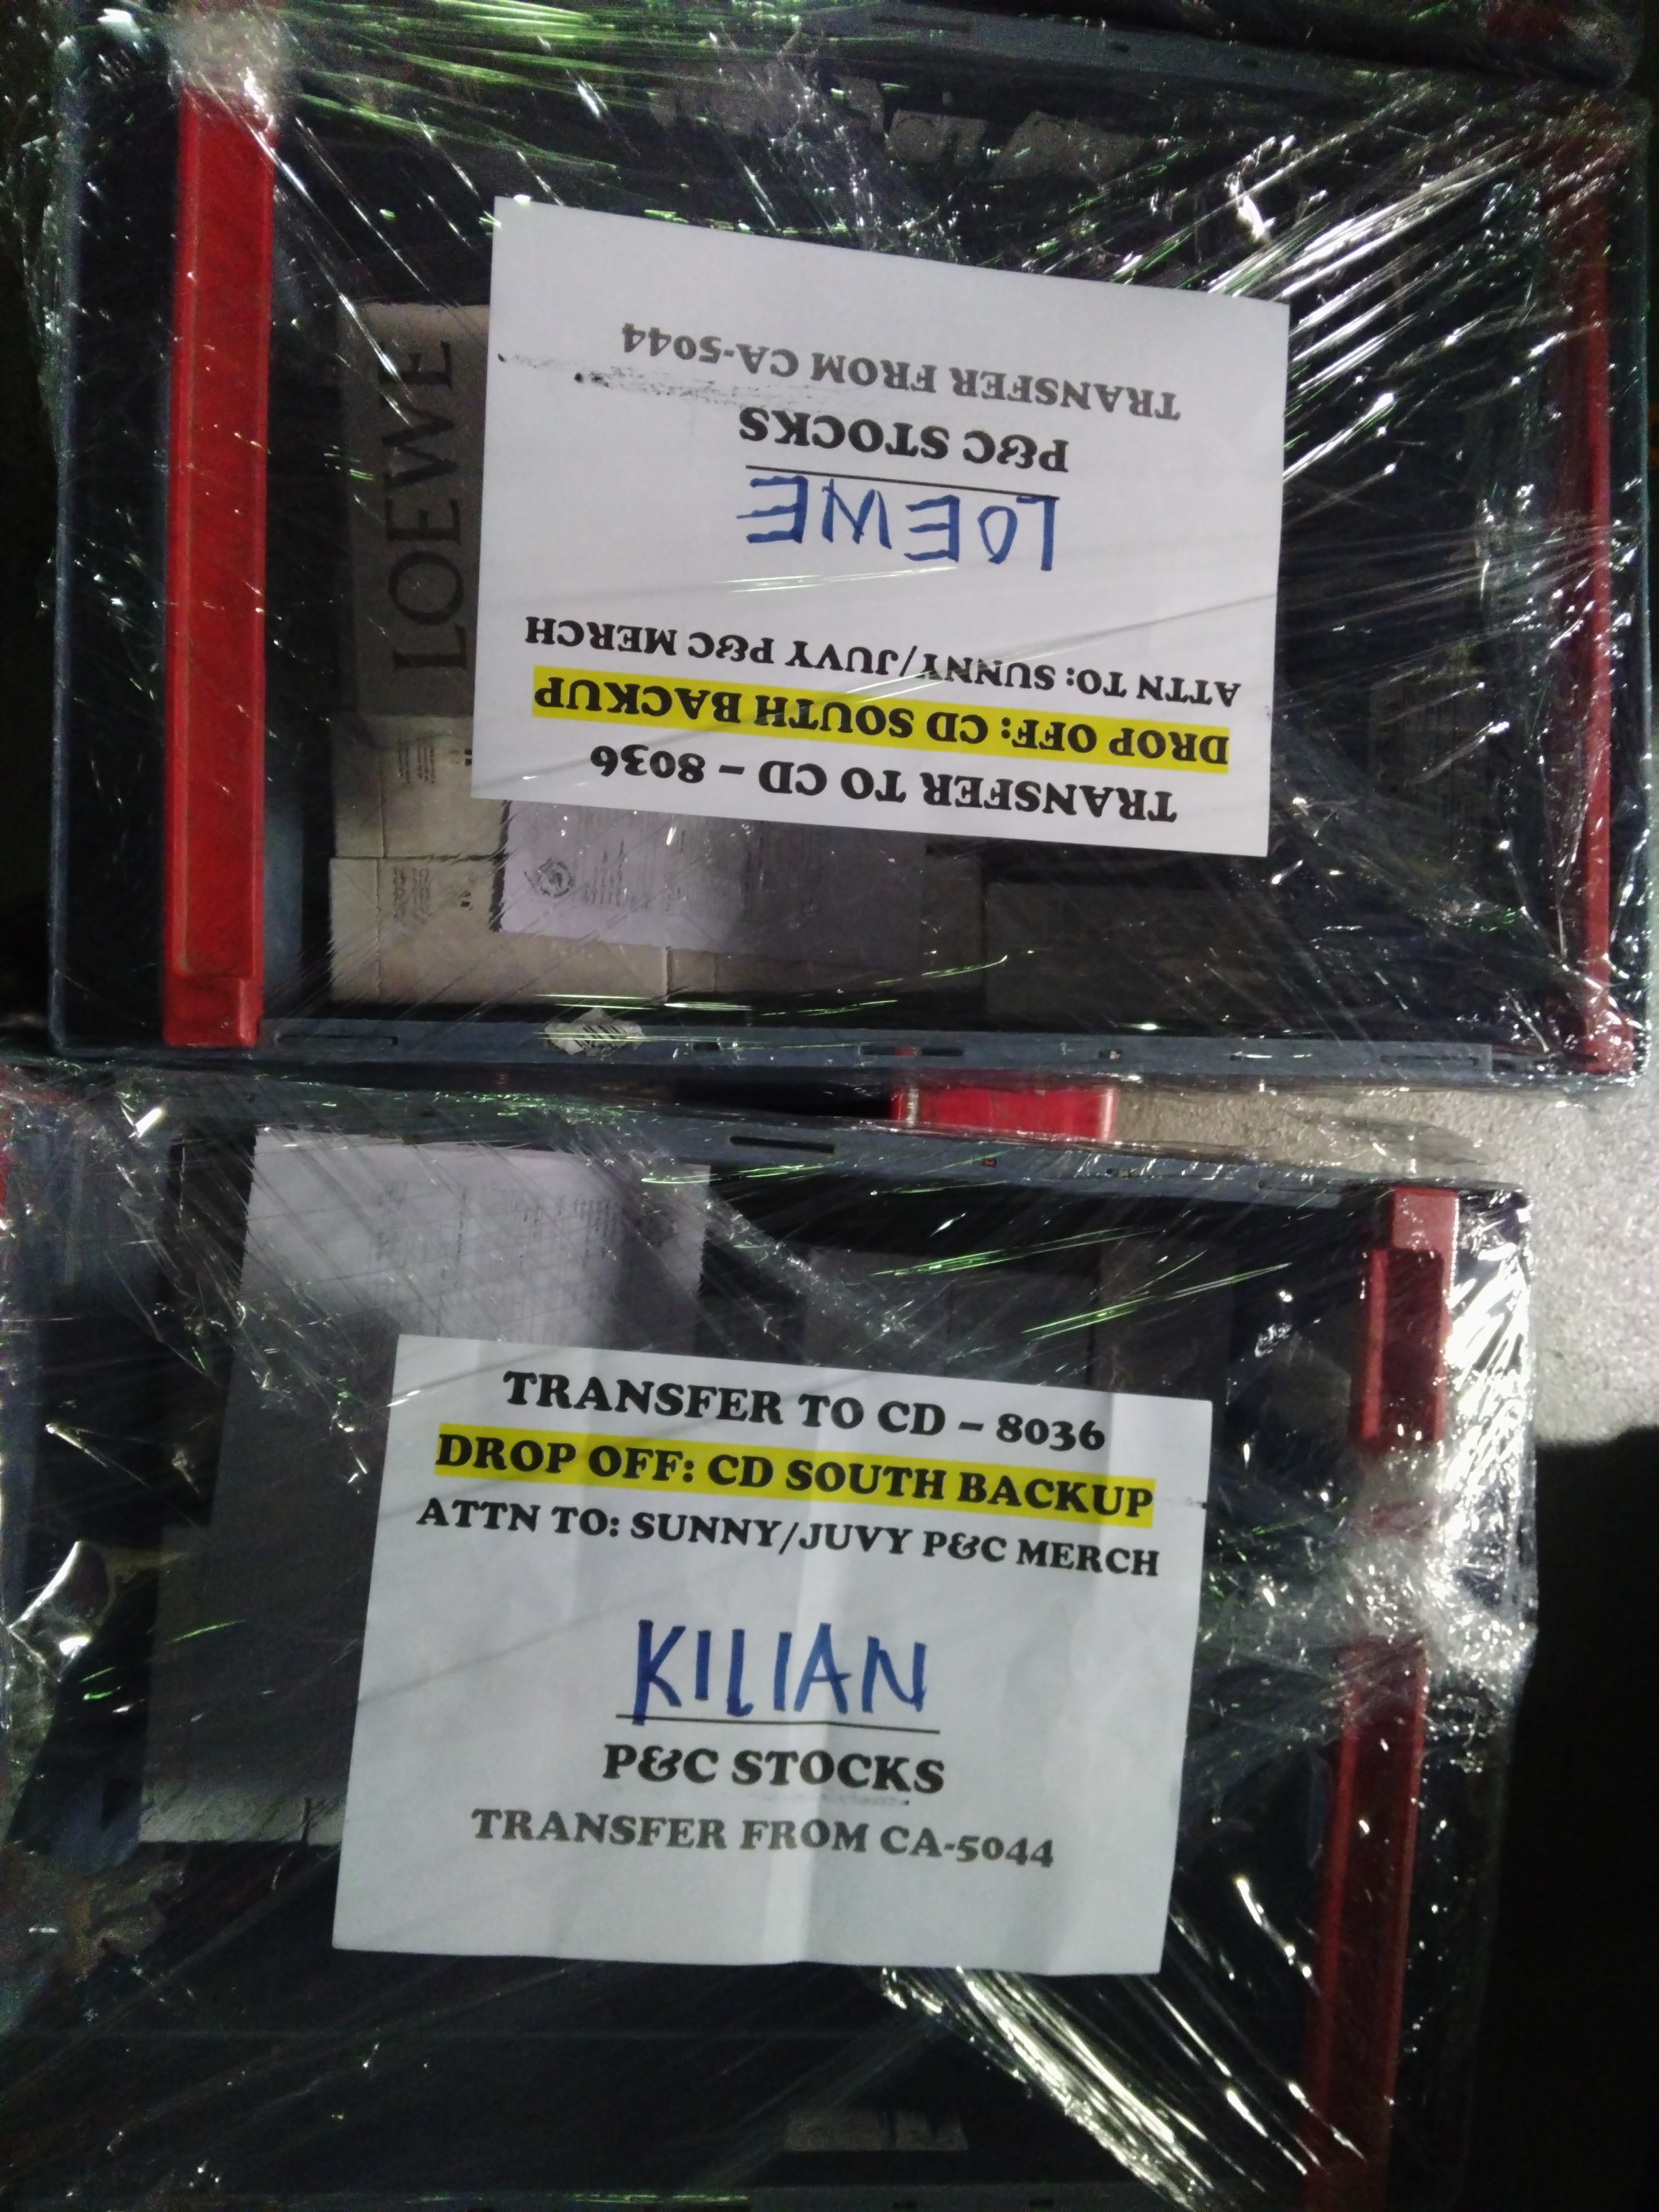 LOEWE
TRANSFER TO CD – 8036
DROP OFF: CD SOUTH BACKUP
ATTN TO: SUNNY/JUVY P&C MERCH
LOEWE
P&C STOCKS
TRANSFER FROM CA-5044
TRANSFER TO CD – 8036
DROP OFF: CD SOUTH BACKUP
ATTN TO: SUNNY/JUVY P&C MERCH
KILIAN
P&C STOCKS
TRANSFER FROM CA-5044